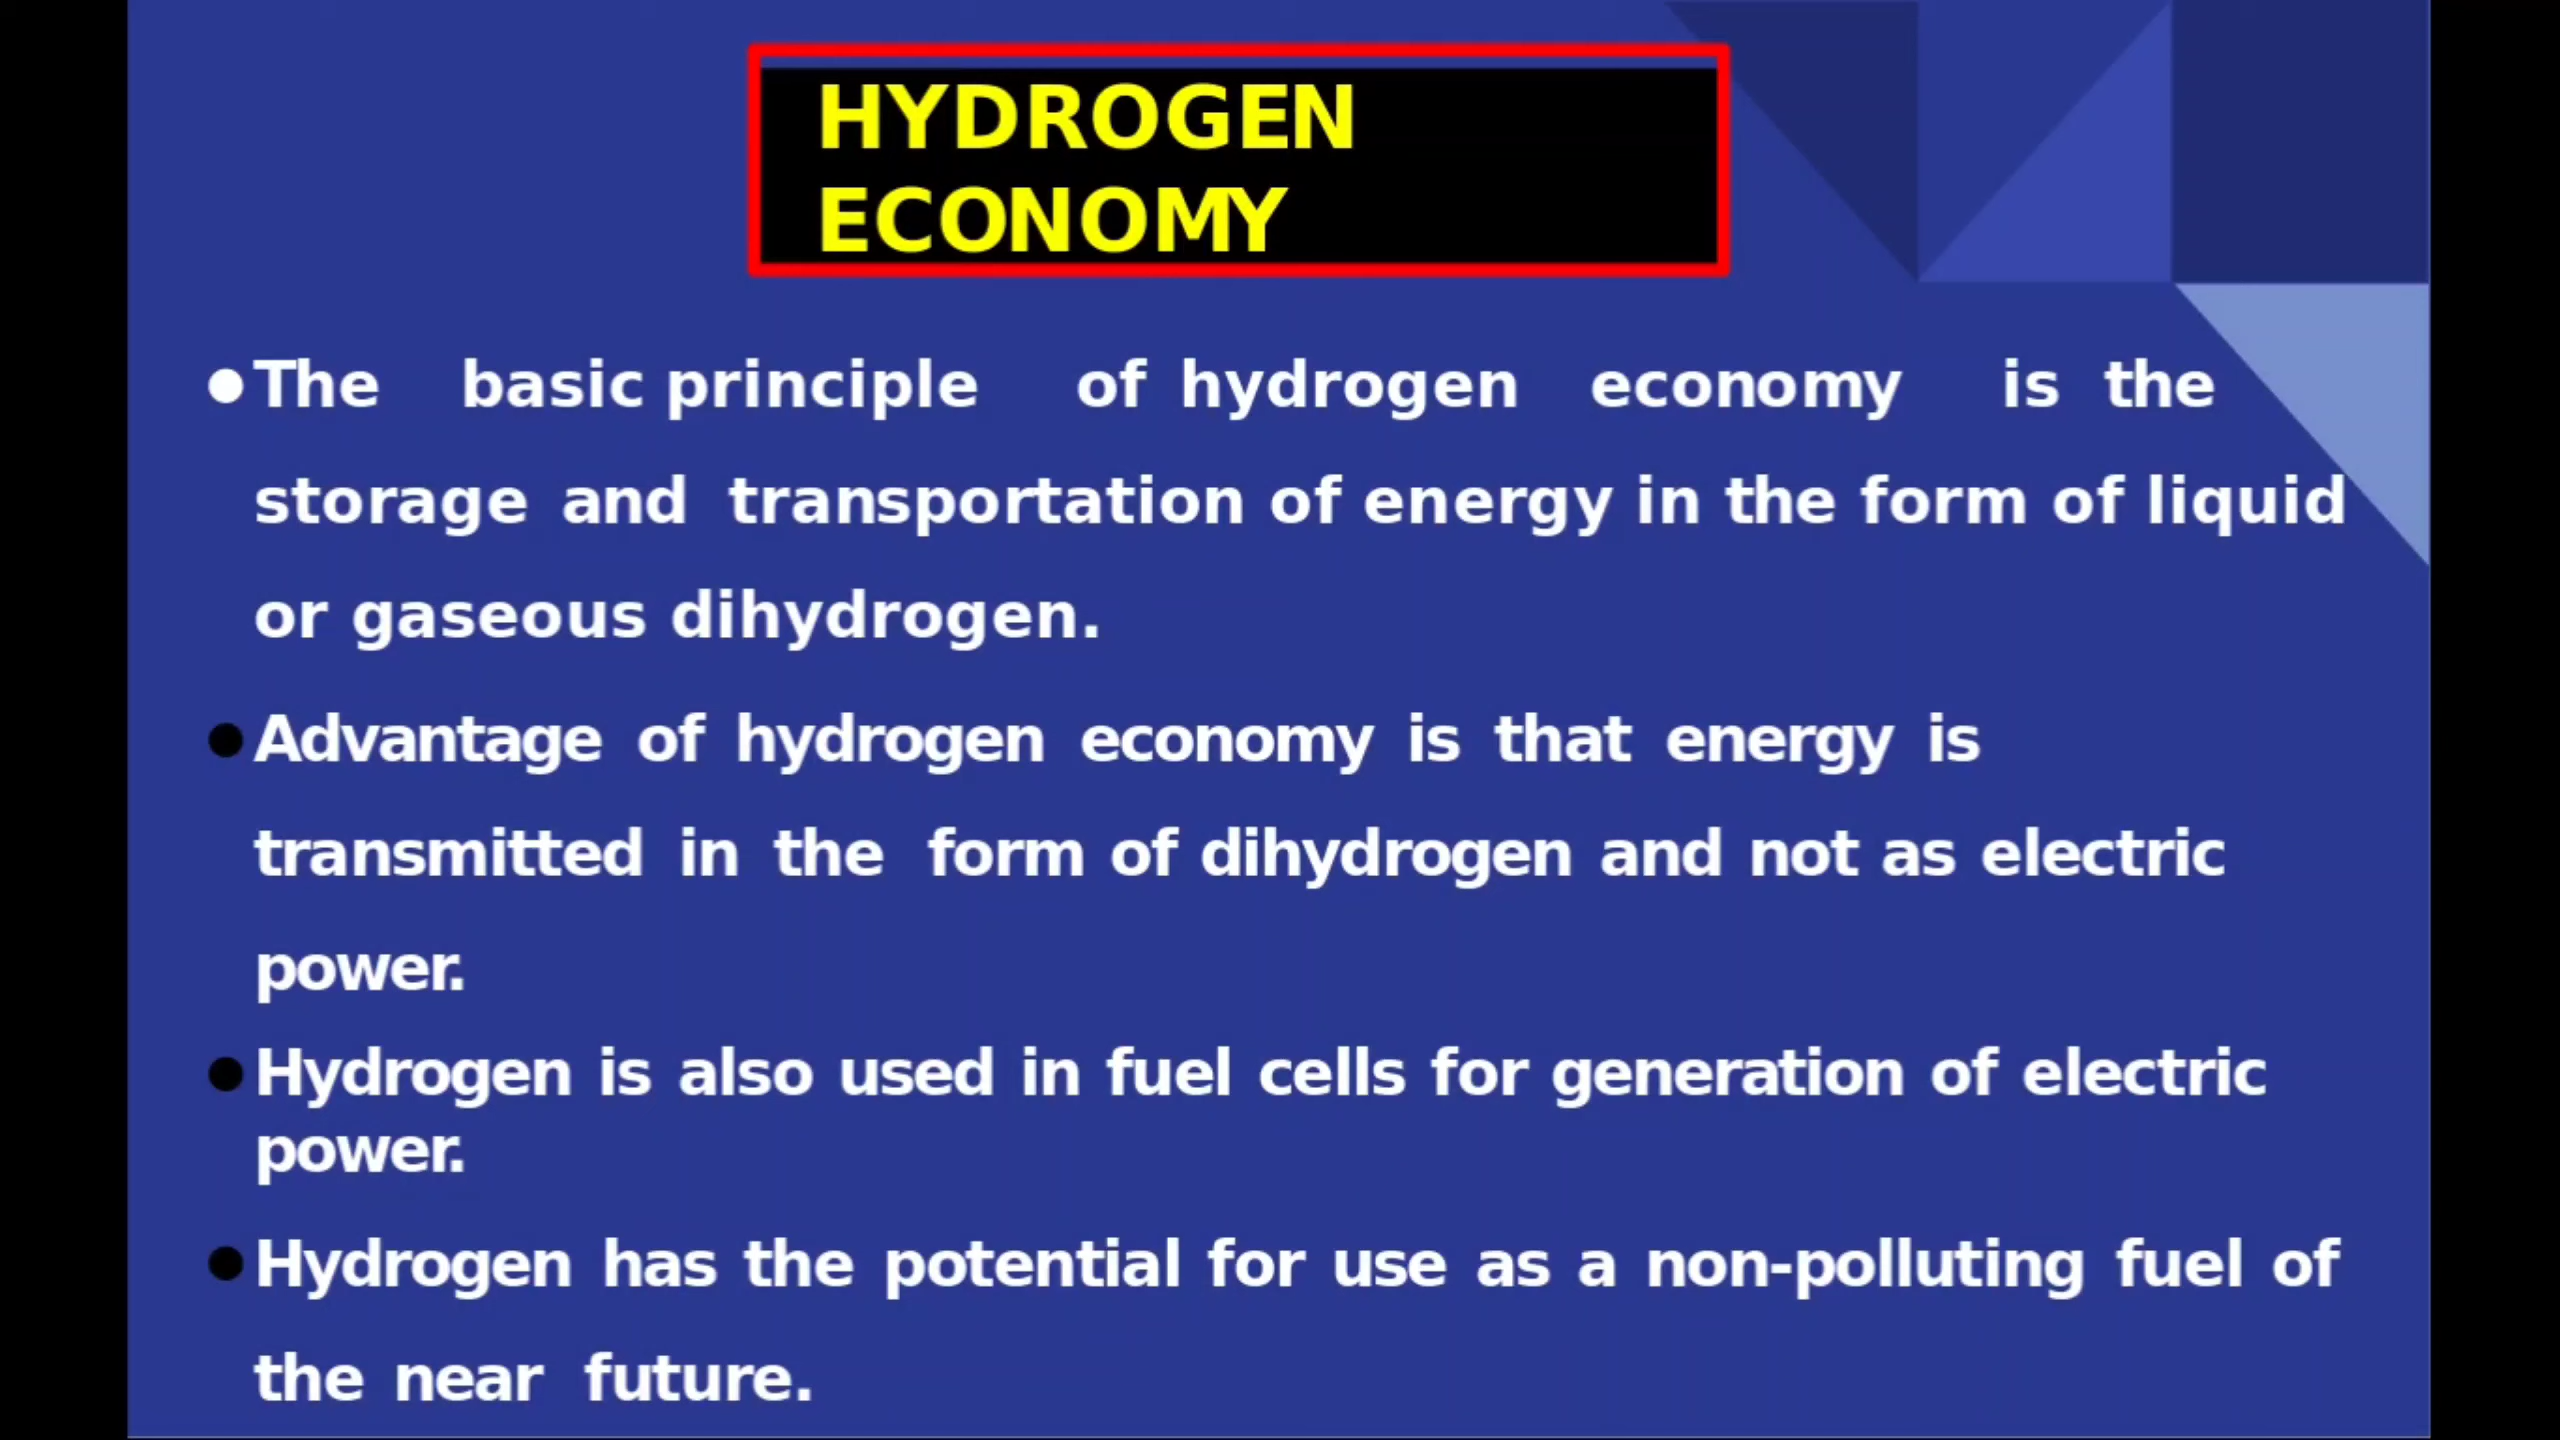 HYDROGEN
ECONOMY
●The basic principle of hydrogen economy is the
storage and transportation of energy in the form of liquid
or gaseous dihydrogen.
●Advantage of hydrogen economy is that energy is
transmitted in the form of dihydrogen and not as electric
power.
●Hydrogen is also used in fuel cells for generation of electric
power.
●Hydrogen has the potential for use as a non-polluting fuel of
the near future.